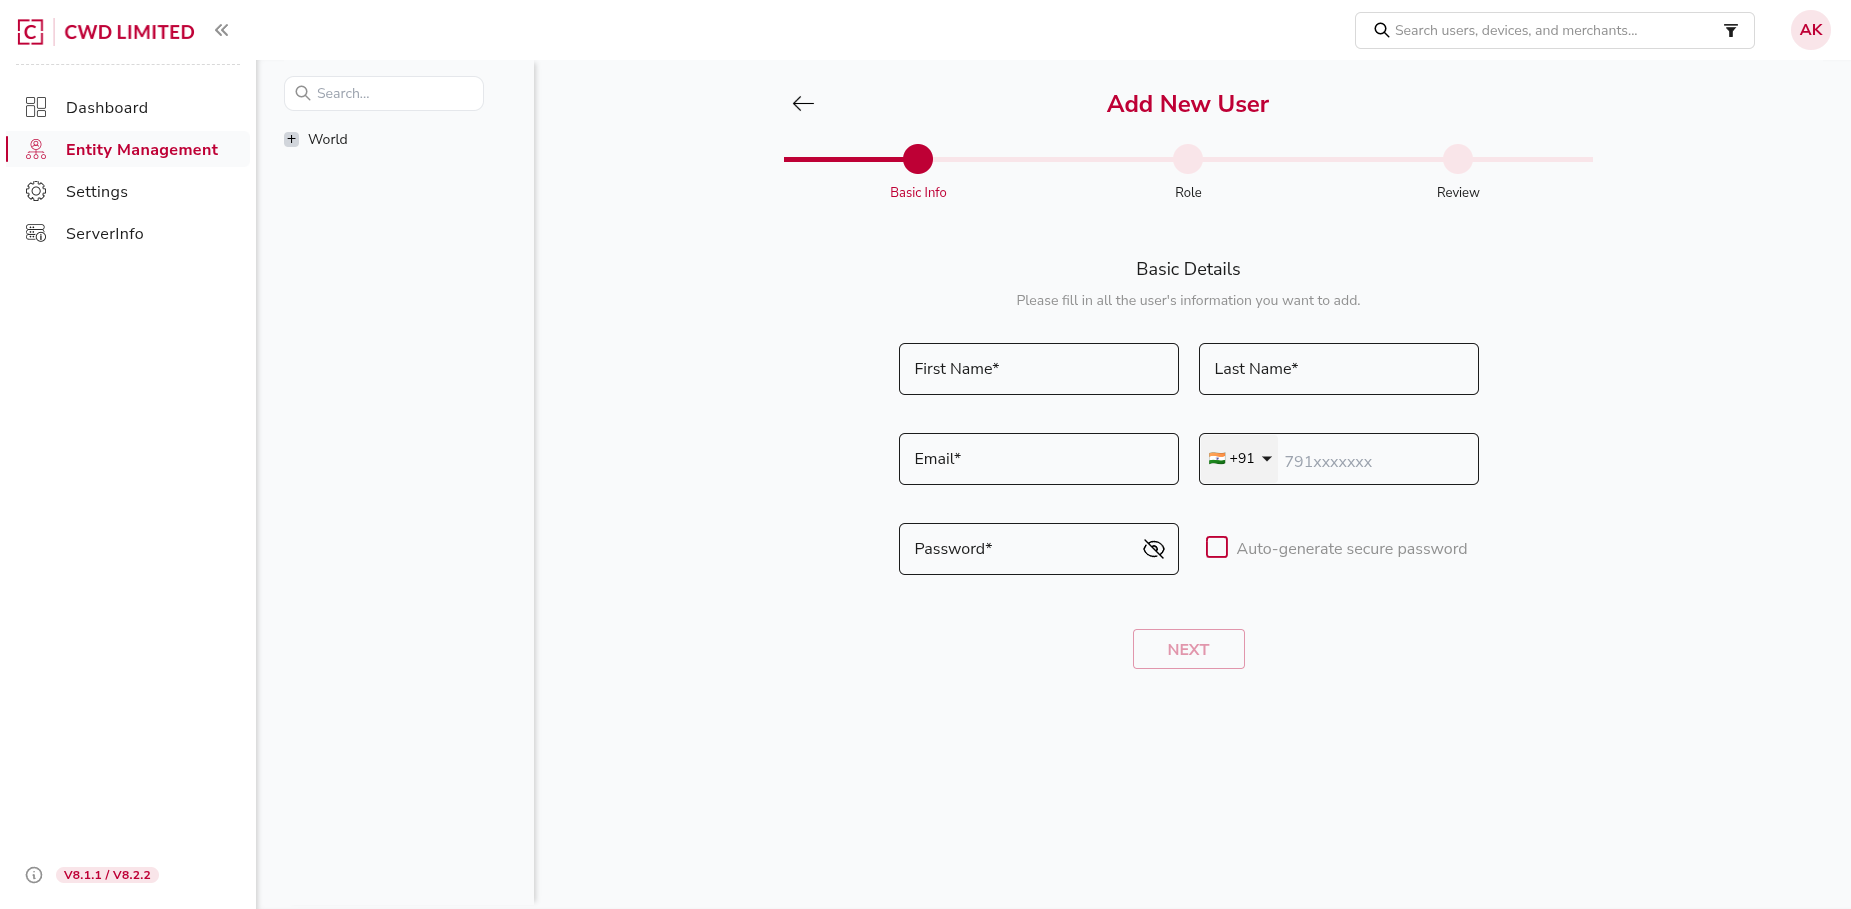 C CWD LIMITED
Search users, devices, and merchants...
AK
Dashboard
Entity Management
Settings
ServerInfo
V8.1.1 / V8.2.2
Search...
+ World
Add New User
Basic Info
Role
Review
Basic Details
Please fill in all the user's information you want to add.
First Name*
Last Name*
Email*
+91 791xxxxxxx
Password*
Auto-generate secure password
NEXT